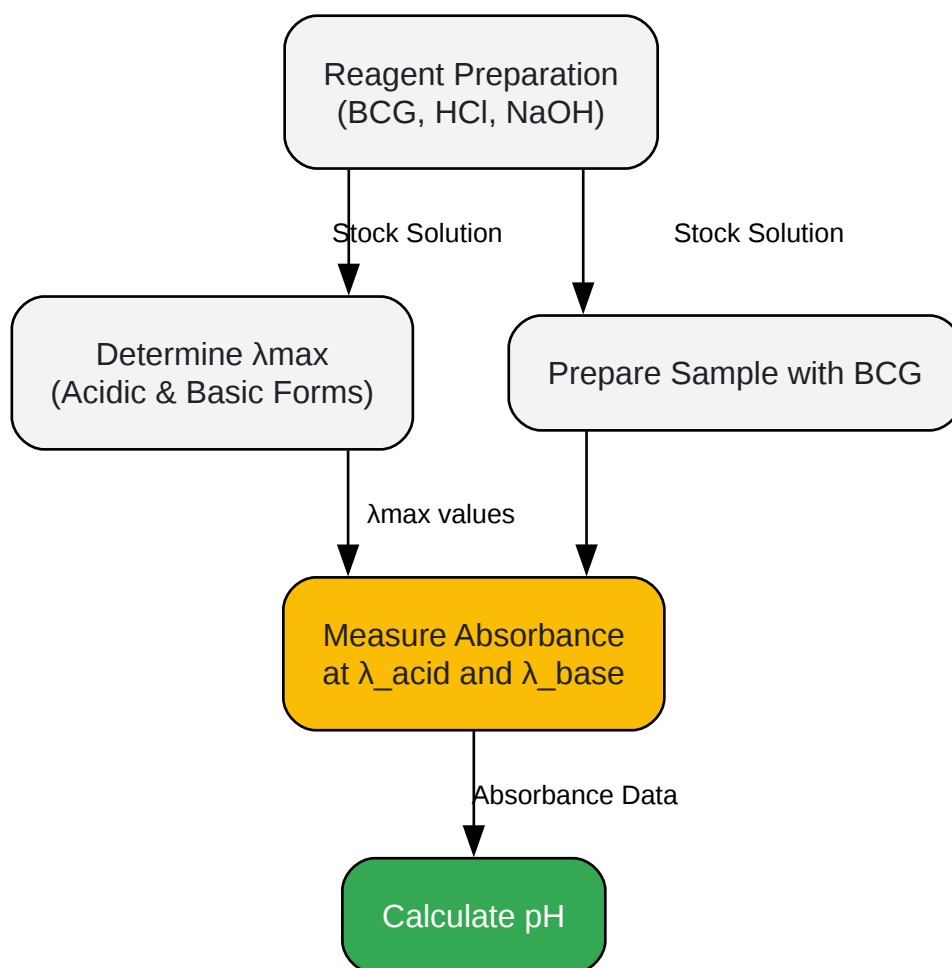 Reagent Preparation
(BCG, HCl, NaOH)
Stock Solution
Stock Solution
Determine λmax
(Acidic & Basic Forms)
Prepare Sample with BCG
λmax values
Measure Absorbance
at λ_acid and λ_base
Absorbance Data
Calculate pH